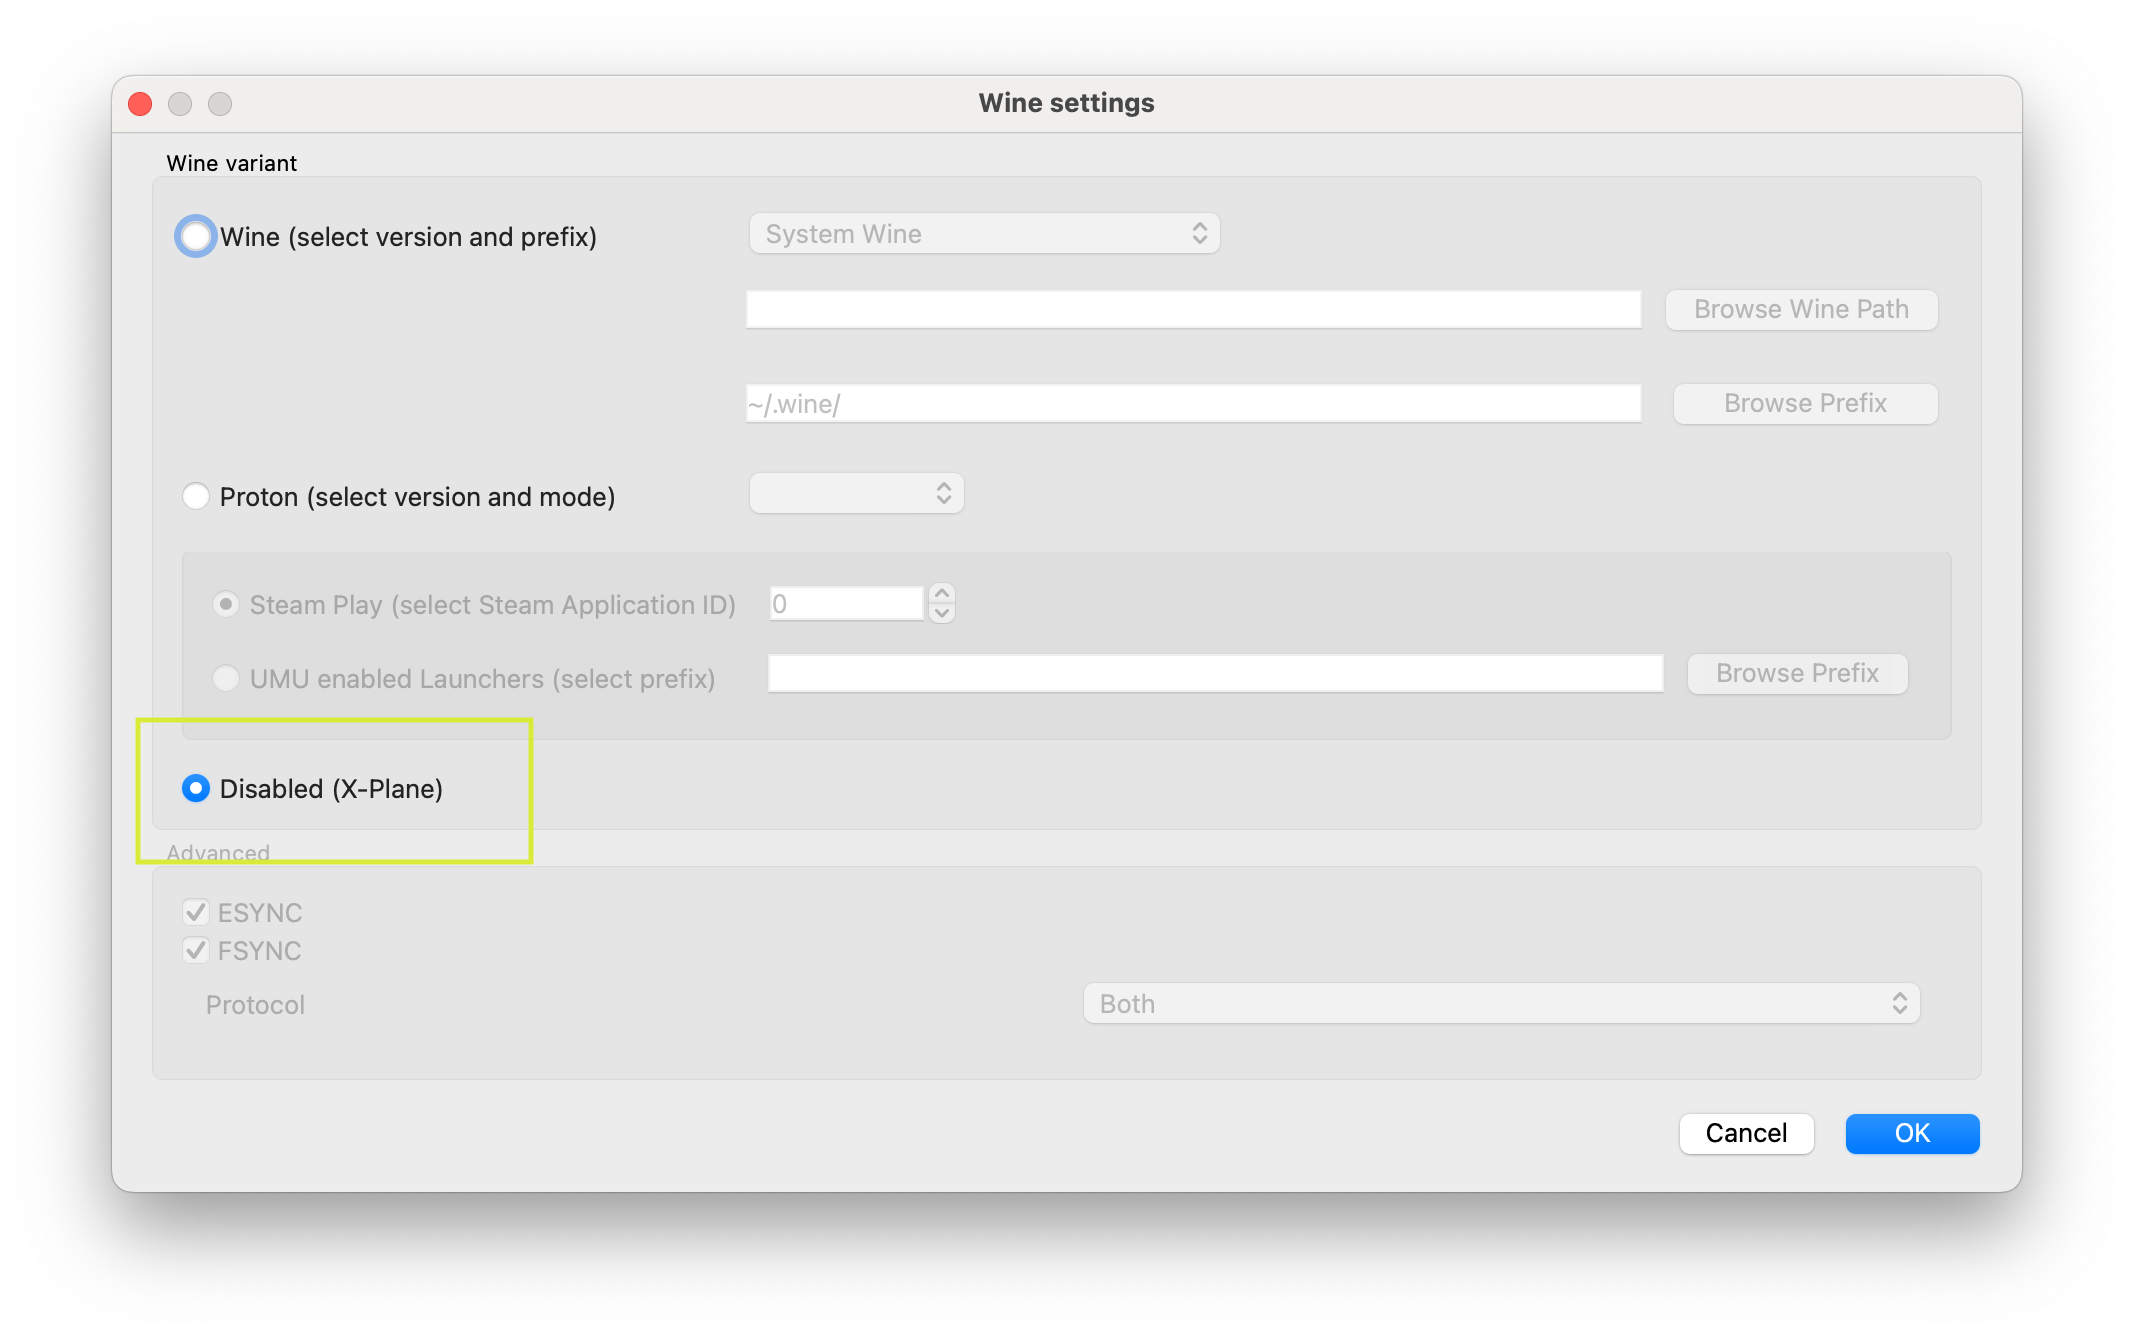 Wine settings
Wine variant
Wine (select version and prefix) System Wine
Browse Wine Path
~/.wine/ Browse Prefix
Proton (select version and mode)
Steam Play (select Steam Application ID) 0
UMU enabled Launchers (select prefix) Browse Prefix
Disabled (X-Plane)
Advanced
ESYNC
FSYNC
Protocol Both
Cancel OK